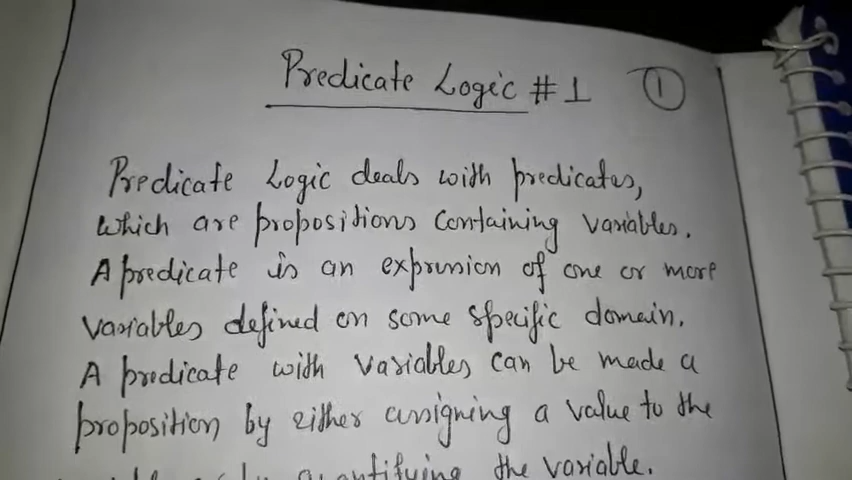 Predicate Logic #1 1
Predicate Logic deals with predicates,
which are propositions containing variables.
A predicate is an expression of one or more
variables defined on some specific domain.
A predicate with variables can be made a
proposition by either assigning a value to the
quantifying the variable.